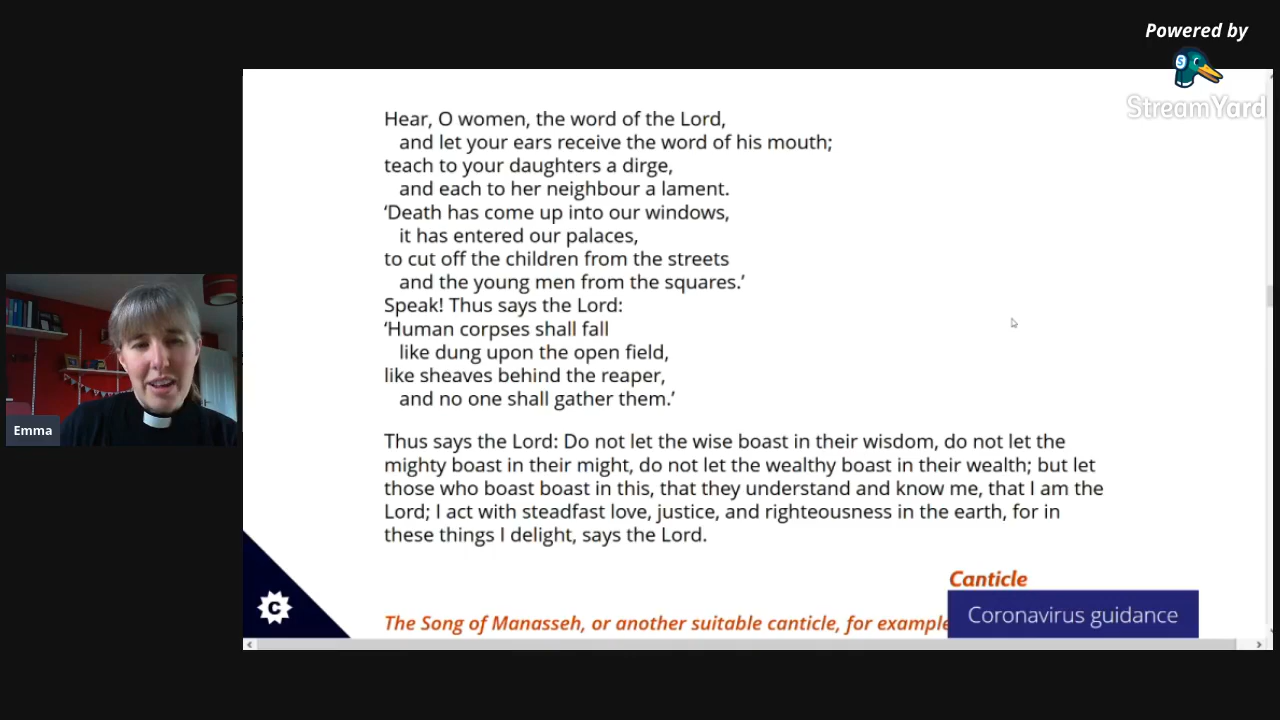 Powered by
StreamYard
Hear, O women, the word of the Lord,
and let your ears receive the word of his mouth;
teach to your daughters a dirge,
and each to her neighbour a lament.
‘Death has come up into our windows,
it has entered our palaces,
to cut off the children from the streets
and the young men from the squares.’
Speak! Thus says the Lord:
‘Human corpses shall fall
like dung upon the open field,
like sheaves behind the reaper,
and no one shall gather them.’
Thus says the Lord: Do not let the wise boast in their wisdom, do not let the
mighty boast in their might, do not let the wealthy boast in their wealth; but let
those who boast boast in this, that they understand and know me, that I am the
Lord; I act with steadfast love, justice, and righteousness in the earth, for in
these things I delight, says the Lord.
Canticle
The Song of Manasseh, or another suitable canticle, for example
Coronavirus guidance
Emma
S
C